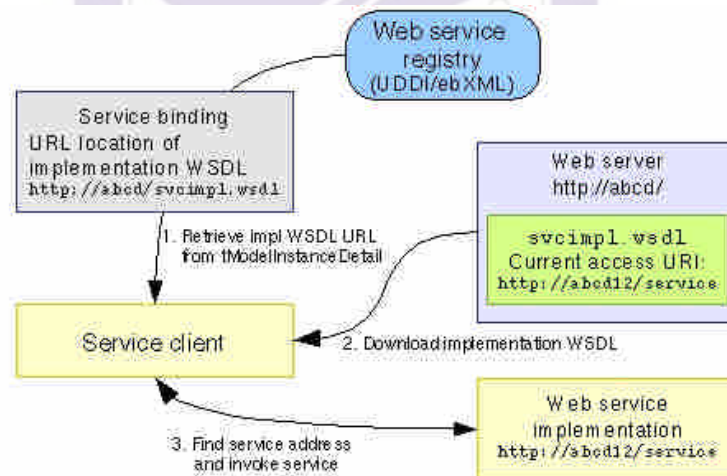 Web service
registry
(UDDI/ebXML)
Service binding
URL location of
implementation WSDL
http://abcd/svcimpl.wsdl
Web server
http://abcd/
svcimpl.wsdl
Current access URI:
http://abcd12/service
1. Retrieve impl WSDL URL
from tModelInstanceDetail
Service client
2. Download implementation WSDL
3. Find service address
and invoke service
Web service
implementation
http://abcd12/service